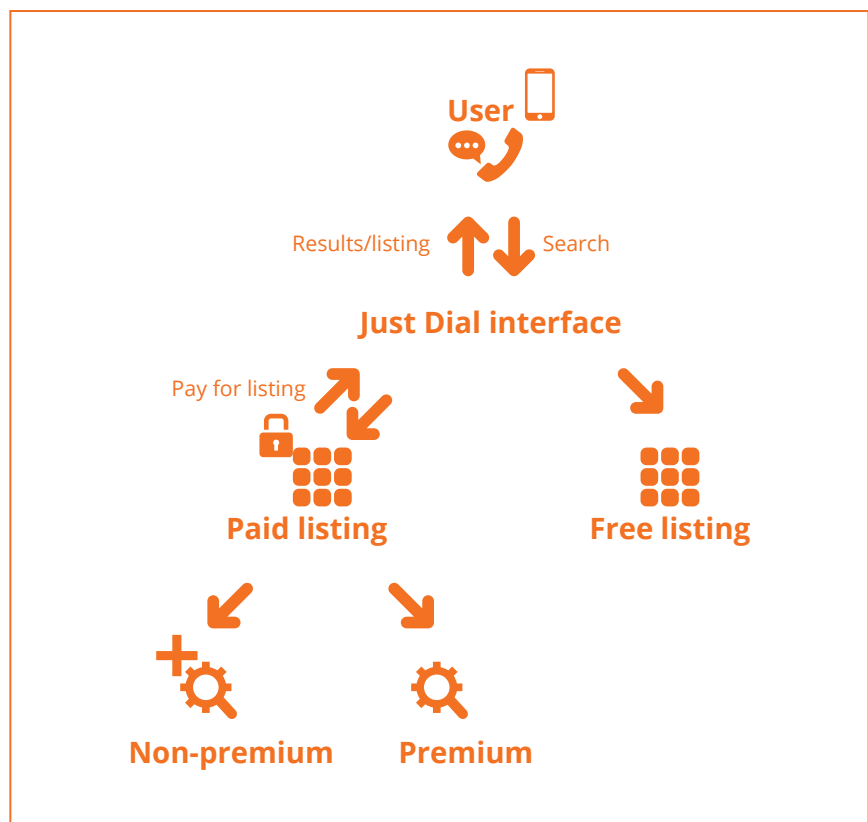 User
Results/listing
Search
Just Dial interface
Pay for listing
Paid listing
Free listing
Non-premium
Premium